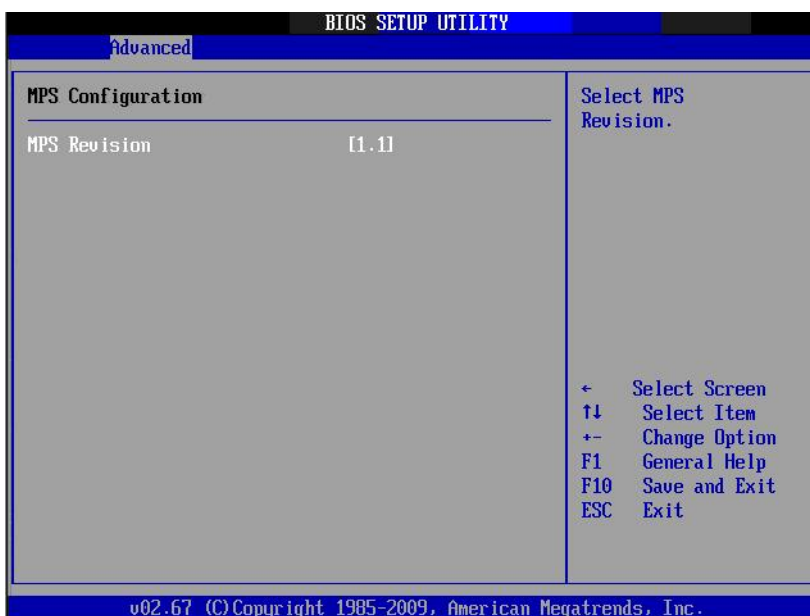 BIOS SETUP UTILITY
Advanced
MPS Configuration
MPS Revision [1.1]
Select MPS
Revision.
← Select Screen
↑↓ Select Item
+- Change Option
F1 General Help
F10 Save and Exit
ESC Exit
v02.67 (C)Copyright 1985-2009, American Megatrends, Inc.